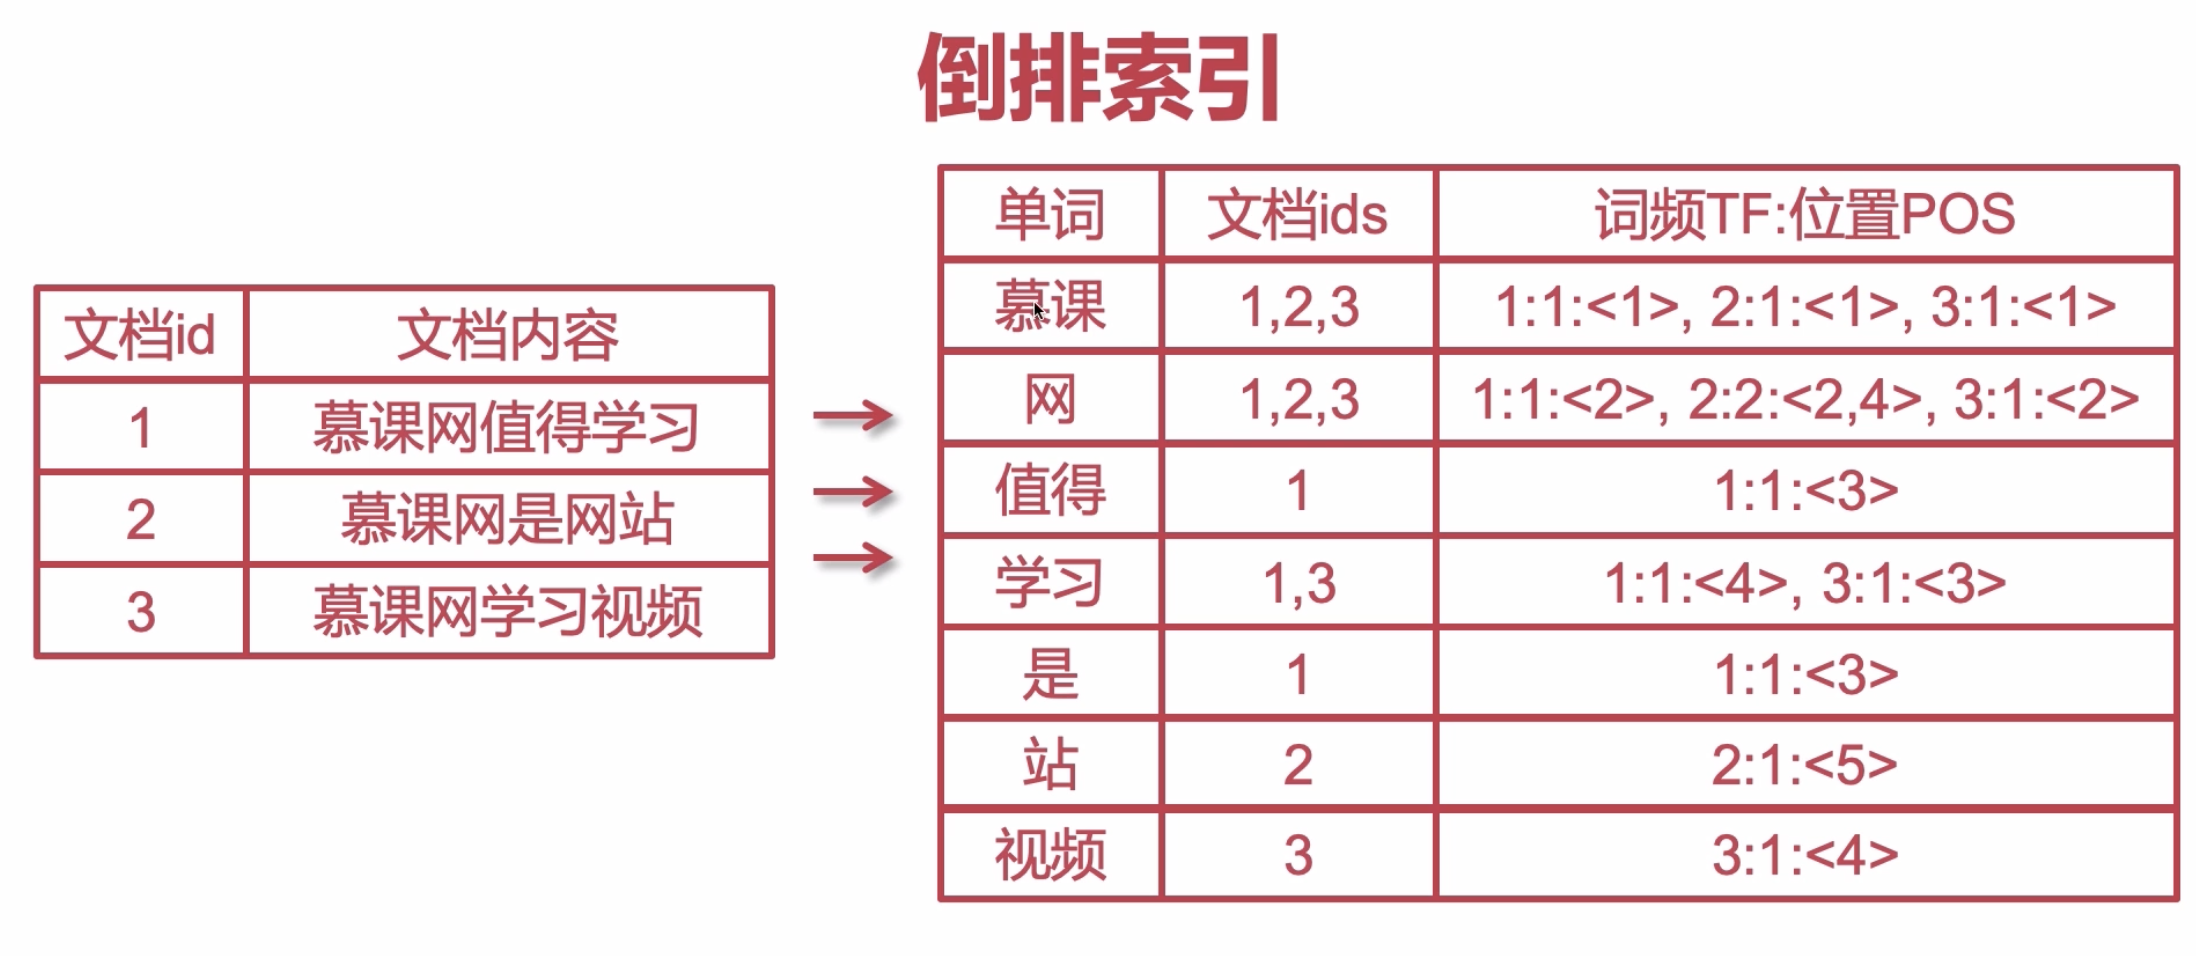 倒排索引
文档id 文档内容
1 慕课网值得学习
2 慕课网是网站
3 慕课网学习视频
单词 文档ids 词频TF:位置POS
慕课 1,2,3 1:1:<1>, 2:1:<1>, 3:1:<1>
网 1,2,3 1:1:<2>, 2:2:<2,4>, 3:1:<2>
值得 1 1:1:<3>
学习 1,3 1:1:<4>, 3:1:<3>
是 1 1:1:<3>
站 2 2:1:<5>
视频 3 3:1:<4>